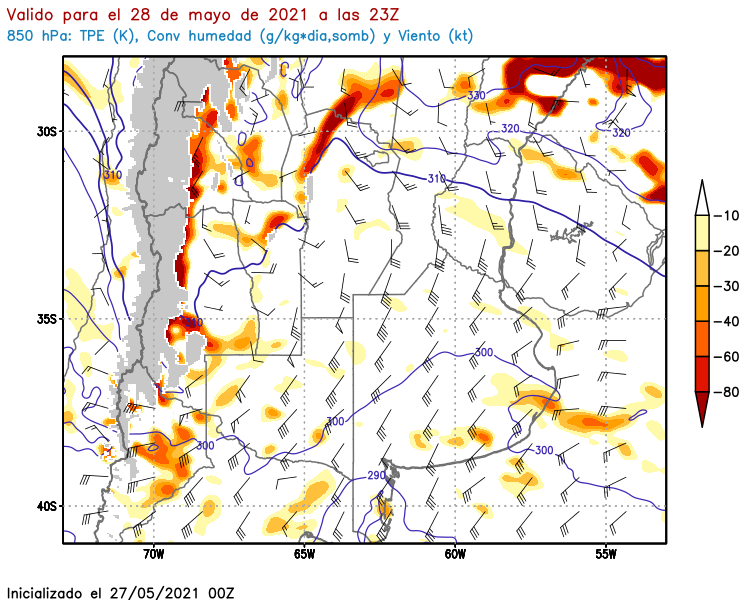 Valido para el 28 de mayo de 2021 a las 23Z
850 hPa: TPE (K), Conv humedad (g/kg*dia,somb) y Viento (kt)
330
320
320
30S
310
310
-10
-20
-30
35S
310
-60
300
-80
300
300
300
290
40S
70W 65W 60W 55W
Inicializado el 27/05/2021 00Z